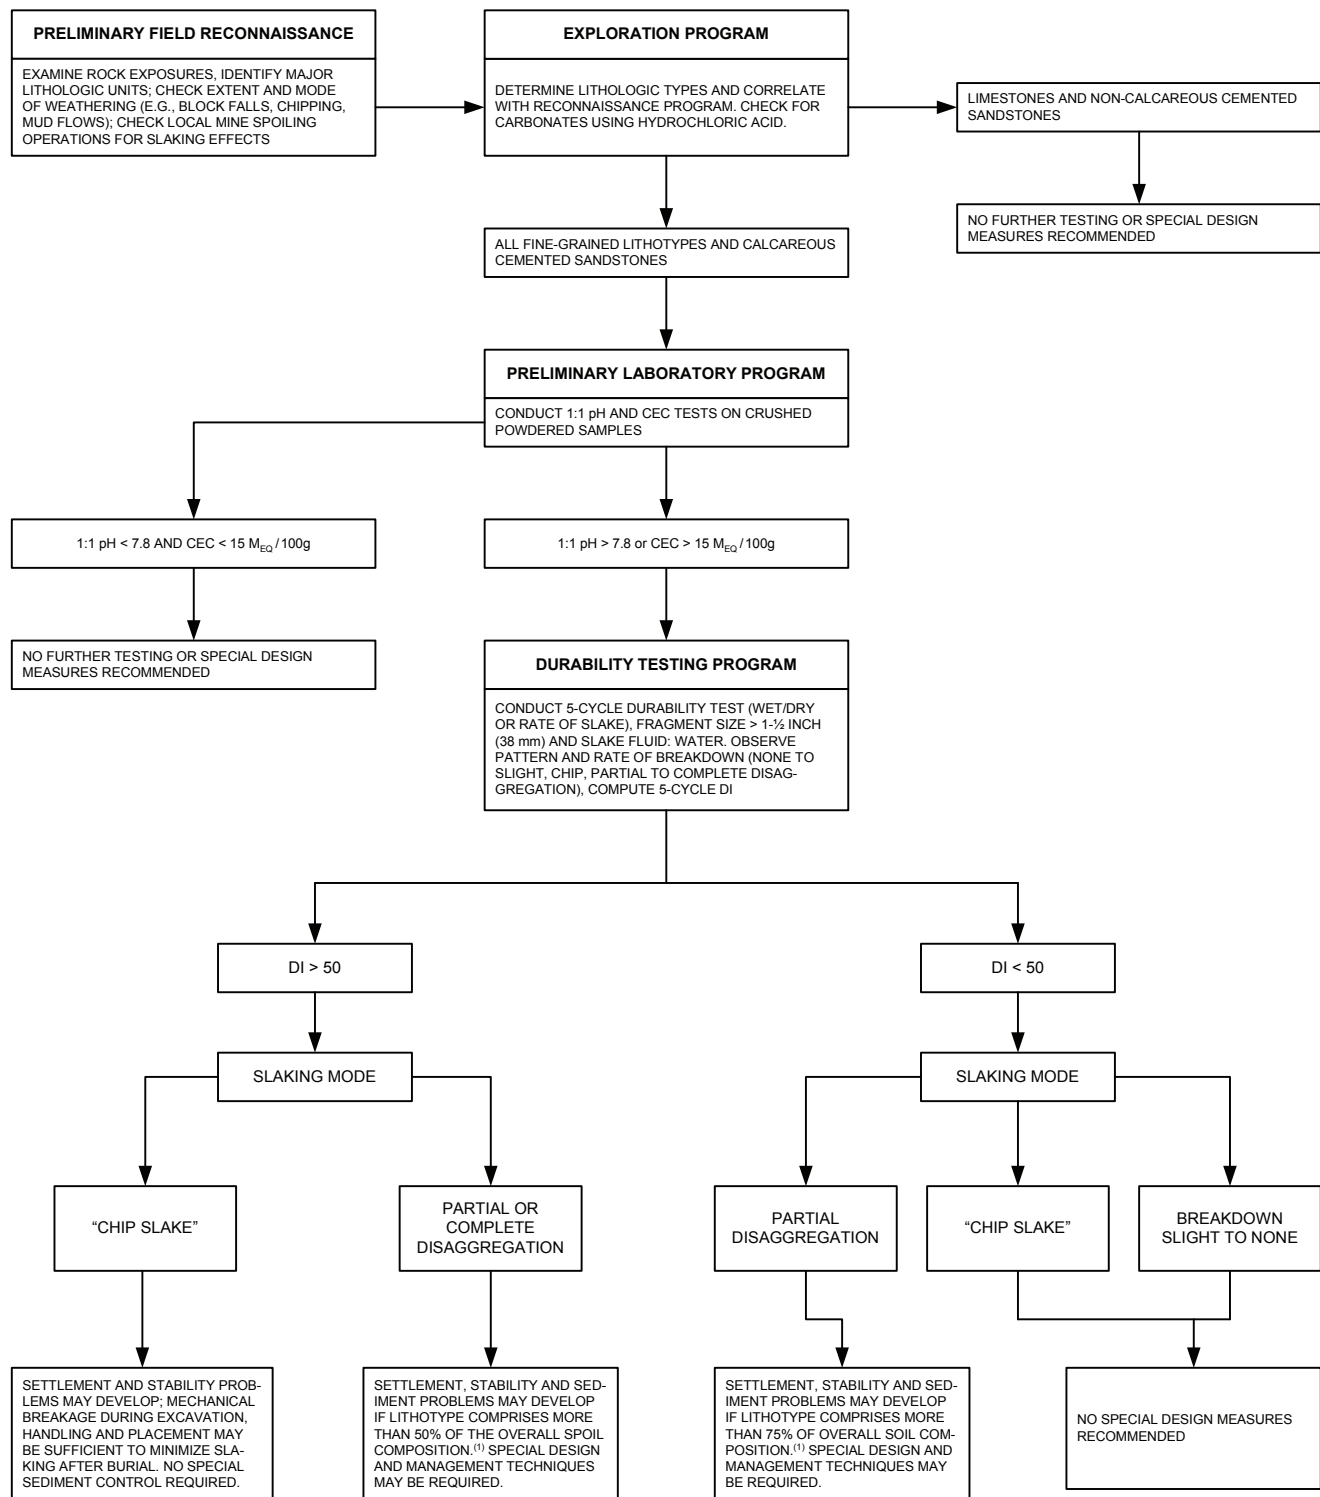 PRELIMINARY FIELD RECONNAISSANCE
EXAMINE ROCK EXPOSURES, IDENTIFY MAJOR
LITHOLOGIC UNITS; CHECK EXTENT AND MODE
OF WEATHERING (E.G., BLOCK FALLS, CHIPPING,
MUD FLOWS); CHECK LOCAL MINE SPOILING
OPERATIONS FOR SLAKING EFFECTS
EXPLORATION PROGRAM
DETERMINE LITHOLOGIC TYPES AND CORRELATE
WITH RECONNAISSANCE PROGRAM. CHECK FOR
CARBONATES USING HYDROCHLORIC ACID.
LIMESTONES AND NON-CALCAREOUS CEMENTED
SANDSTONES
NO FURTHER TESTING OR SPECIAL DESIGN
MEASURES RECOMMENDED
ALL FINE-GRAINED LITHOTYPES AND CALCAREOUS
CEMENTED SANDSTONES
PRELIMINARY LABORATORY PROGRAM
CONDUCT 1:1 pH AND CEC TESTS ON CRUSHED
POWDERED SAMPLES
1:1 pH < 7.8 AND CEC < 15 MEQ / 100g
1:1 pH > 7.8 or CEC > 15 MEQ / 100g
NO FURTHER TESTING OR SPECIAL DESIGN
MEASURES RECOMMENDED
DURABILITY TESTING PROGRAM
CONDUCT 5-CYCLE DURABILITY TEST (WET/DRY
OR RATE OF SLAKE), FRAGMENT SIZE > 1-½ INCH
(38 mm) AND SLAKE FLUID: WATER. OBSERVE
PATTERN AND RATE OF BREAKDOWN (NONE TO
SLIGHT, CHIP, PARTIAL TO COMPLETE DISAG-
GREGATION), COMPUTE 5-CYCLE DI
DI > 50
DI < 50
SLAKING MODE
SLAKING MODE
“CHIP SLAKE”
PARTIAL OR
COMPLETE
DISAGGREGATION
PARTIAL
DISAGGREGATION
“CHIP SLAKE”
BREAKDOWN
SLIGHT TO NONE
SETTLEMENT AND STABILITY PROB-
LEMS MAY DEVELOP; MECHANICAL
BREAKAGE DURING EXCAVATION,
HANDLING AND PLACEMENT MAY
BE SUFFICIENT TO MINIMIZE SLA-
KING AFTER BURIAL. NO SPECIAL
SEDIMENT CONTROL REQUIRED.
SETTLEMENT, STABILITY AND SED-
IMENT PROBLEMS MAY DEVELOP
IF LITHOTYPE COMPRISES MORE
THAN 50% OF THE OVERALL SPOIL
COMPOSITION.(1) SPECIAL DESIGN
AND MANAGEMENT TECHNIQUES
MAY BE REQUIRED.
SETTLEMENT, STABILITY AND SED-
IMENT PROBLEMS MAY DEVELOP
IF LITHOTYPE COMPRISES MORE
THAN 75% OF OVERALL SOIL COM-
POSITION.(1) SPECIAL DESIGN AND
MANAGEMENT TECHNIQUES MAY
BE REQUIRED.
NO SPECIAL DESIGN MEASURES
RECOMMENDED